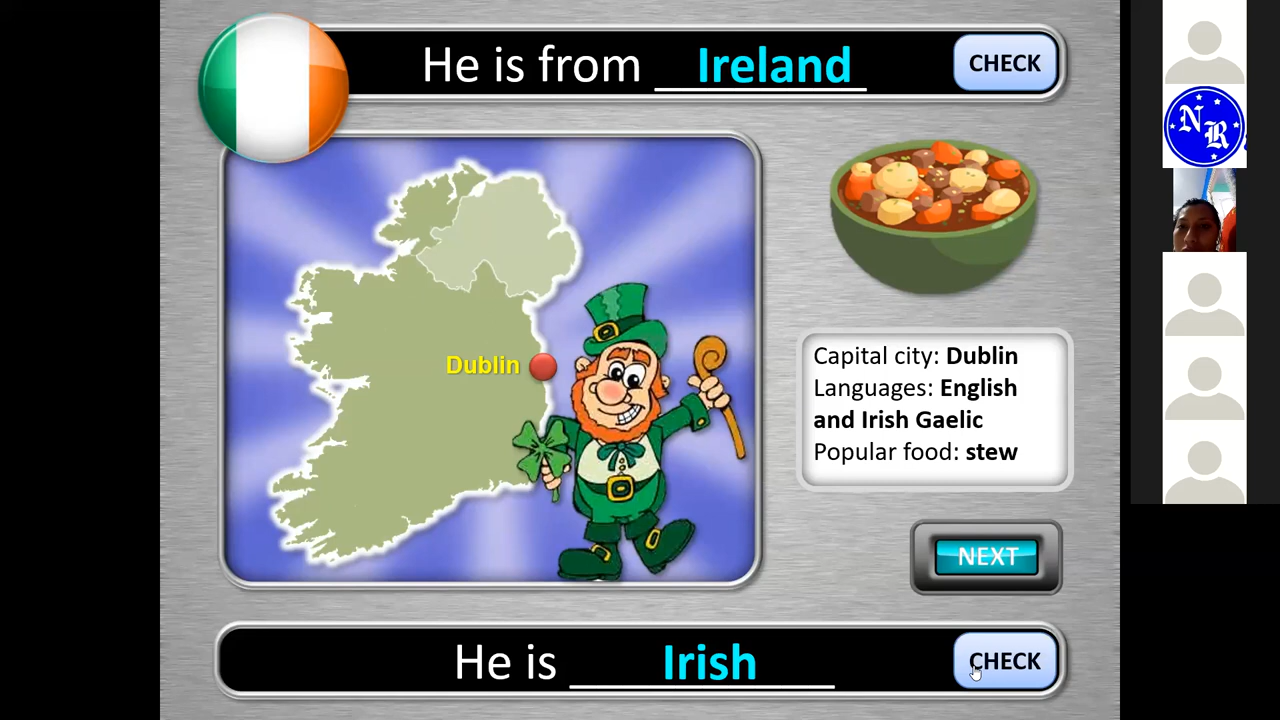 He is from Ireland
CHECK
N
R
Dublin
Capital city: Dublin
Languages: English
and Irish Gaelic
Popular food: stew
NEXT
He is Irish
CHECK